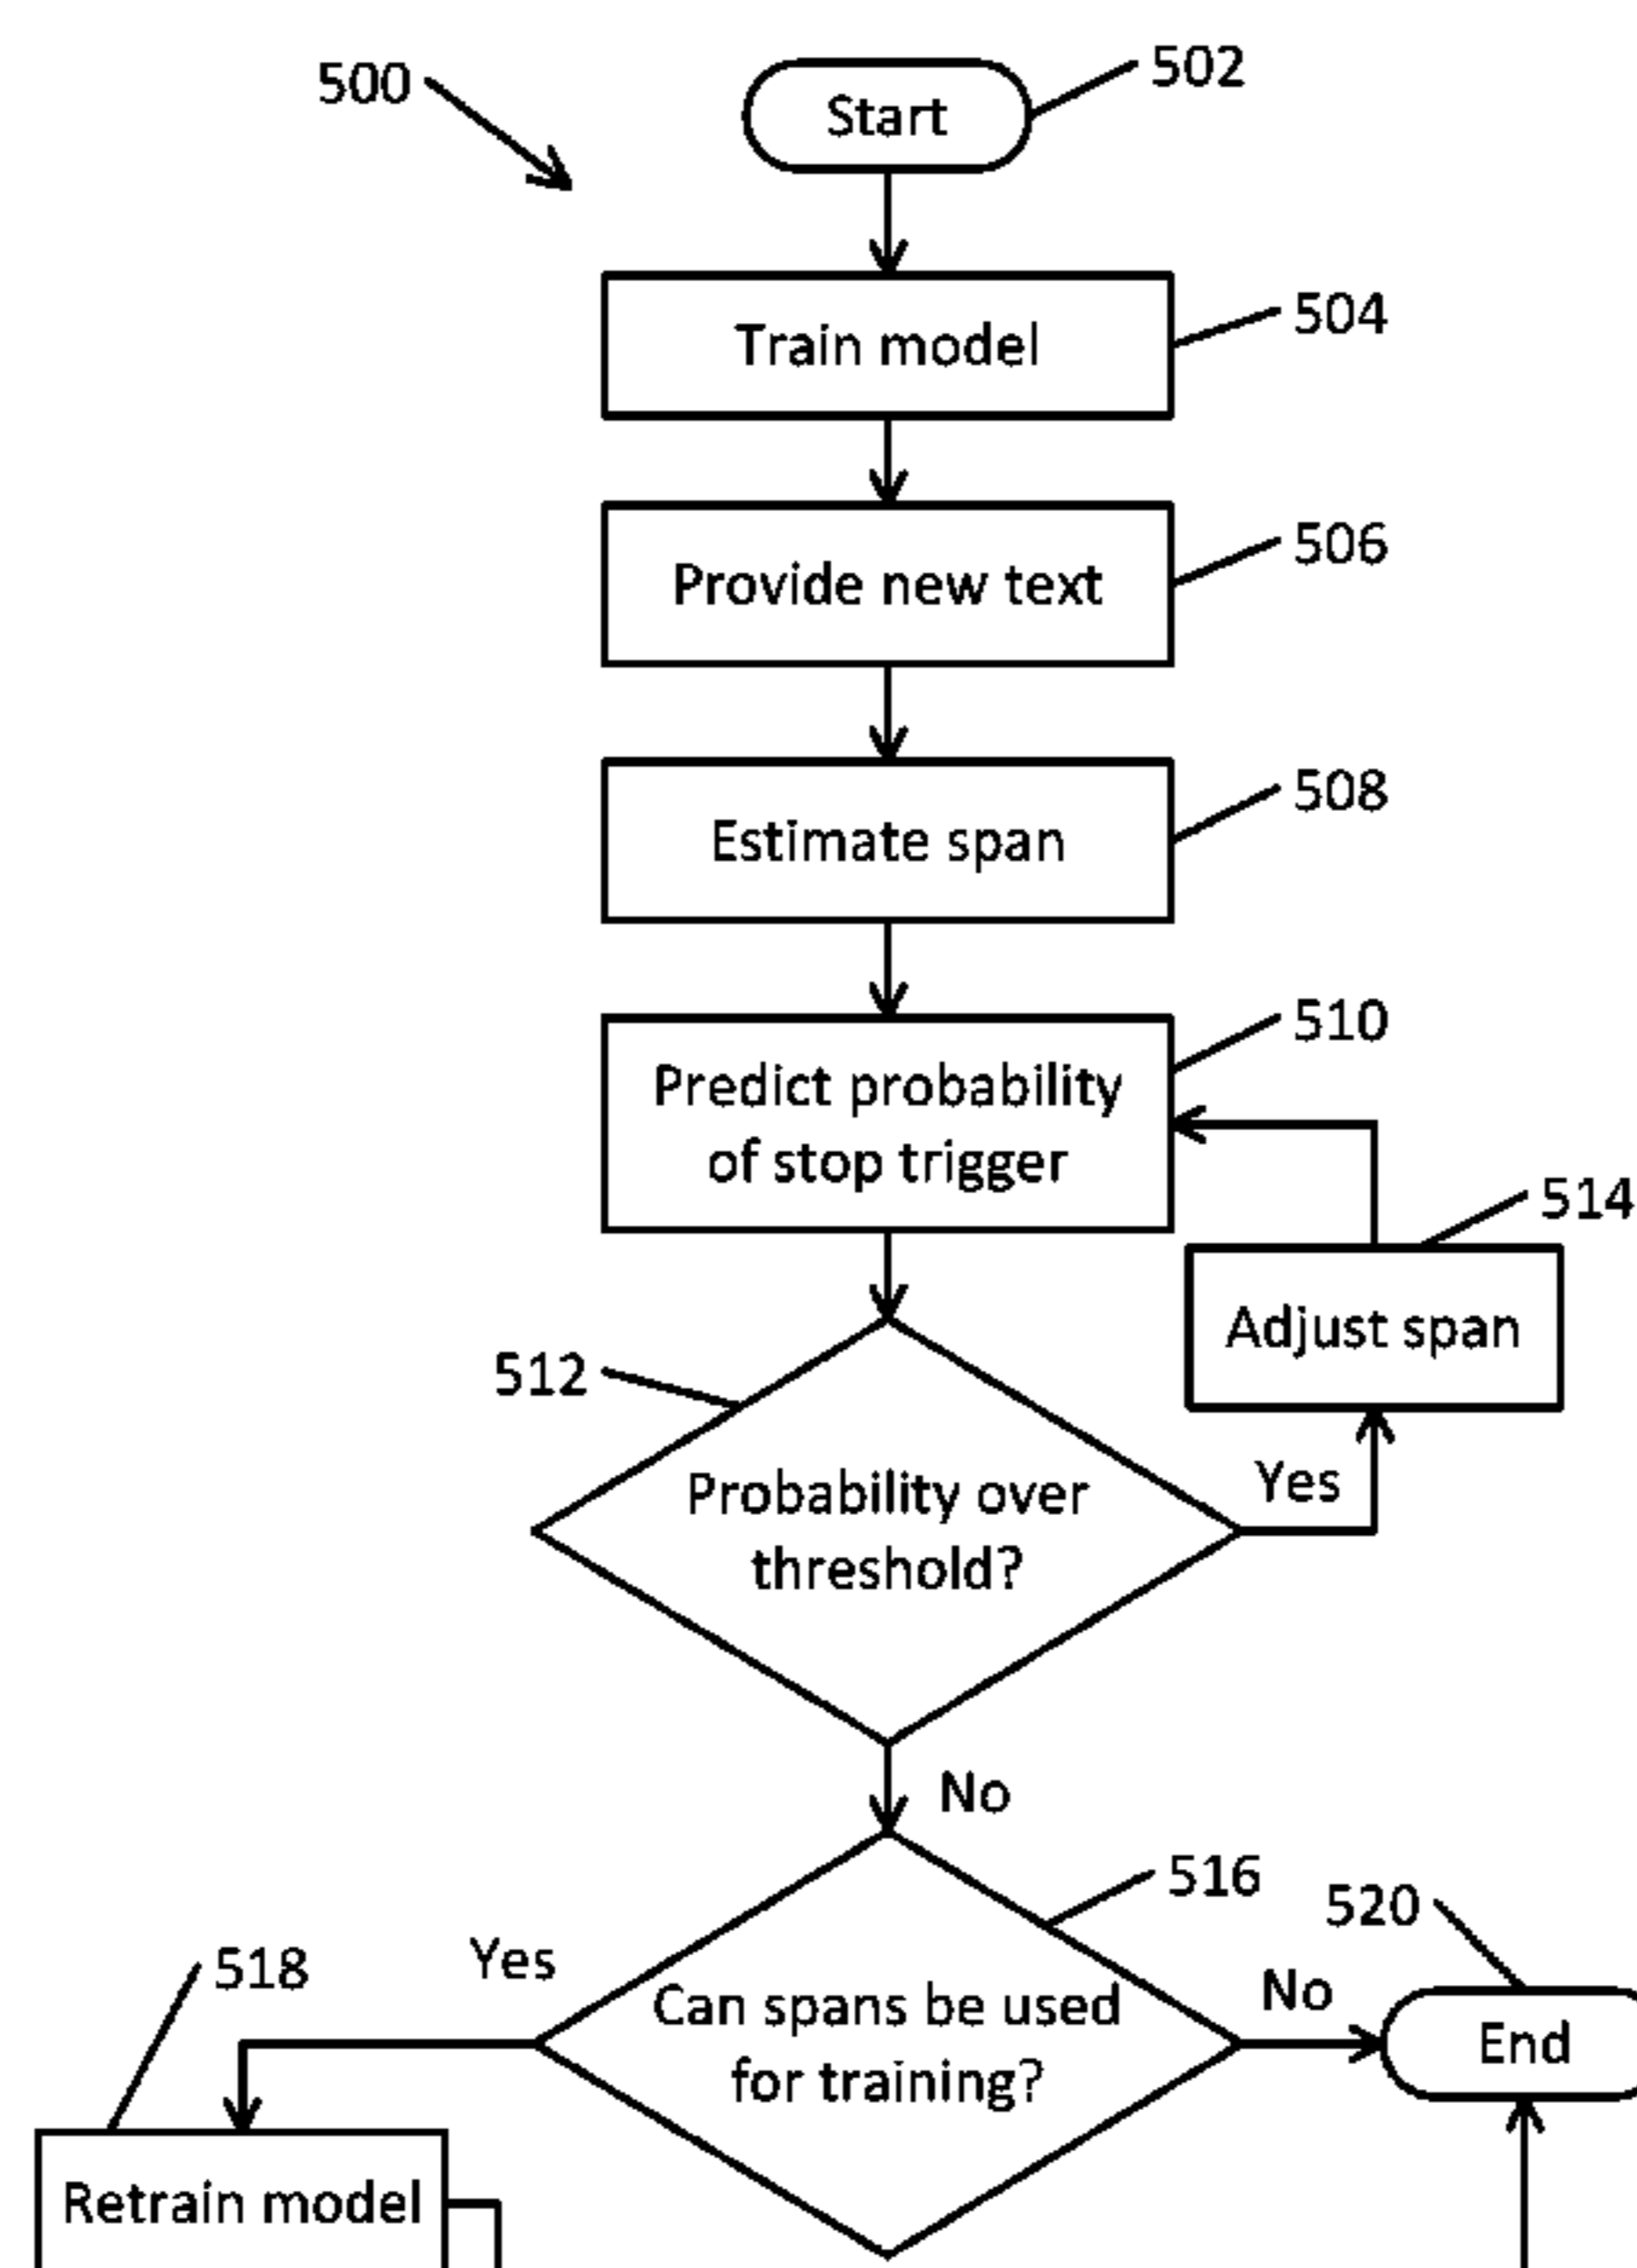 500
Start
502
Train model
504
Provide new text
506
Estimate span
508
Predict probability
of stop trigger
510
Adjust span
514
512
Probability over
threshold?
Yes
No
516
Can spans be used
for training?
Yes
518
Retrain model
No
520
End